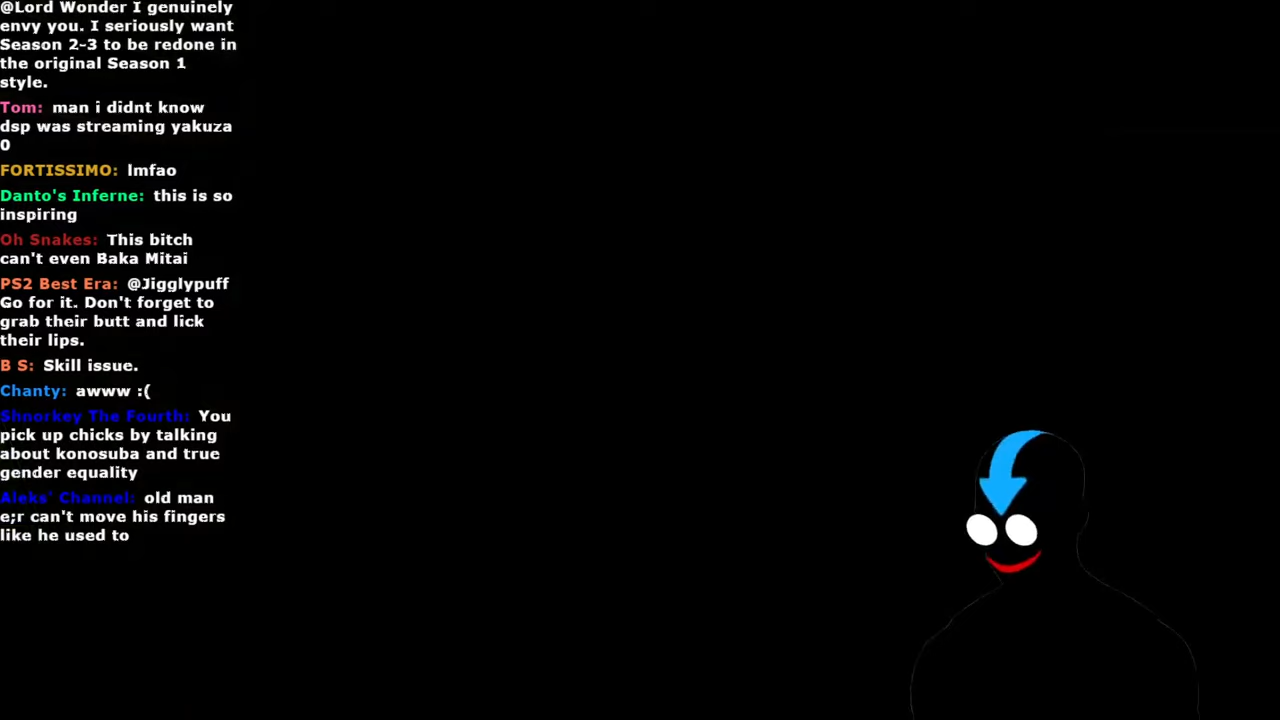 @Lord Wonder I genuinely
envy you. I seriously want
Season 2-3 to be redone in
the original Season 1
style.
Tom: man i didnt know
dsp was streaming yakuza
0
FORTISSIMO: lmfao
Danto's Inferne: this is so
inspiring
Oh Snakes: This bitch
can't even Baka Mitai
PS2 Best Era: @Jigglypuff
Go for it. Don't forget to
grab their butt and lick
their lips.
B S: Skill issue.
Chanty: awww :(
Shnorkey The Fourth: You
pick up chicks by talking
about konosuba and true
gender equality
Aleks' Channel: old man
e;r can't move his fingers
like he used to